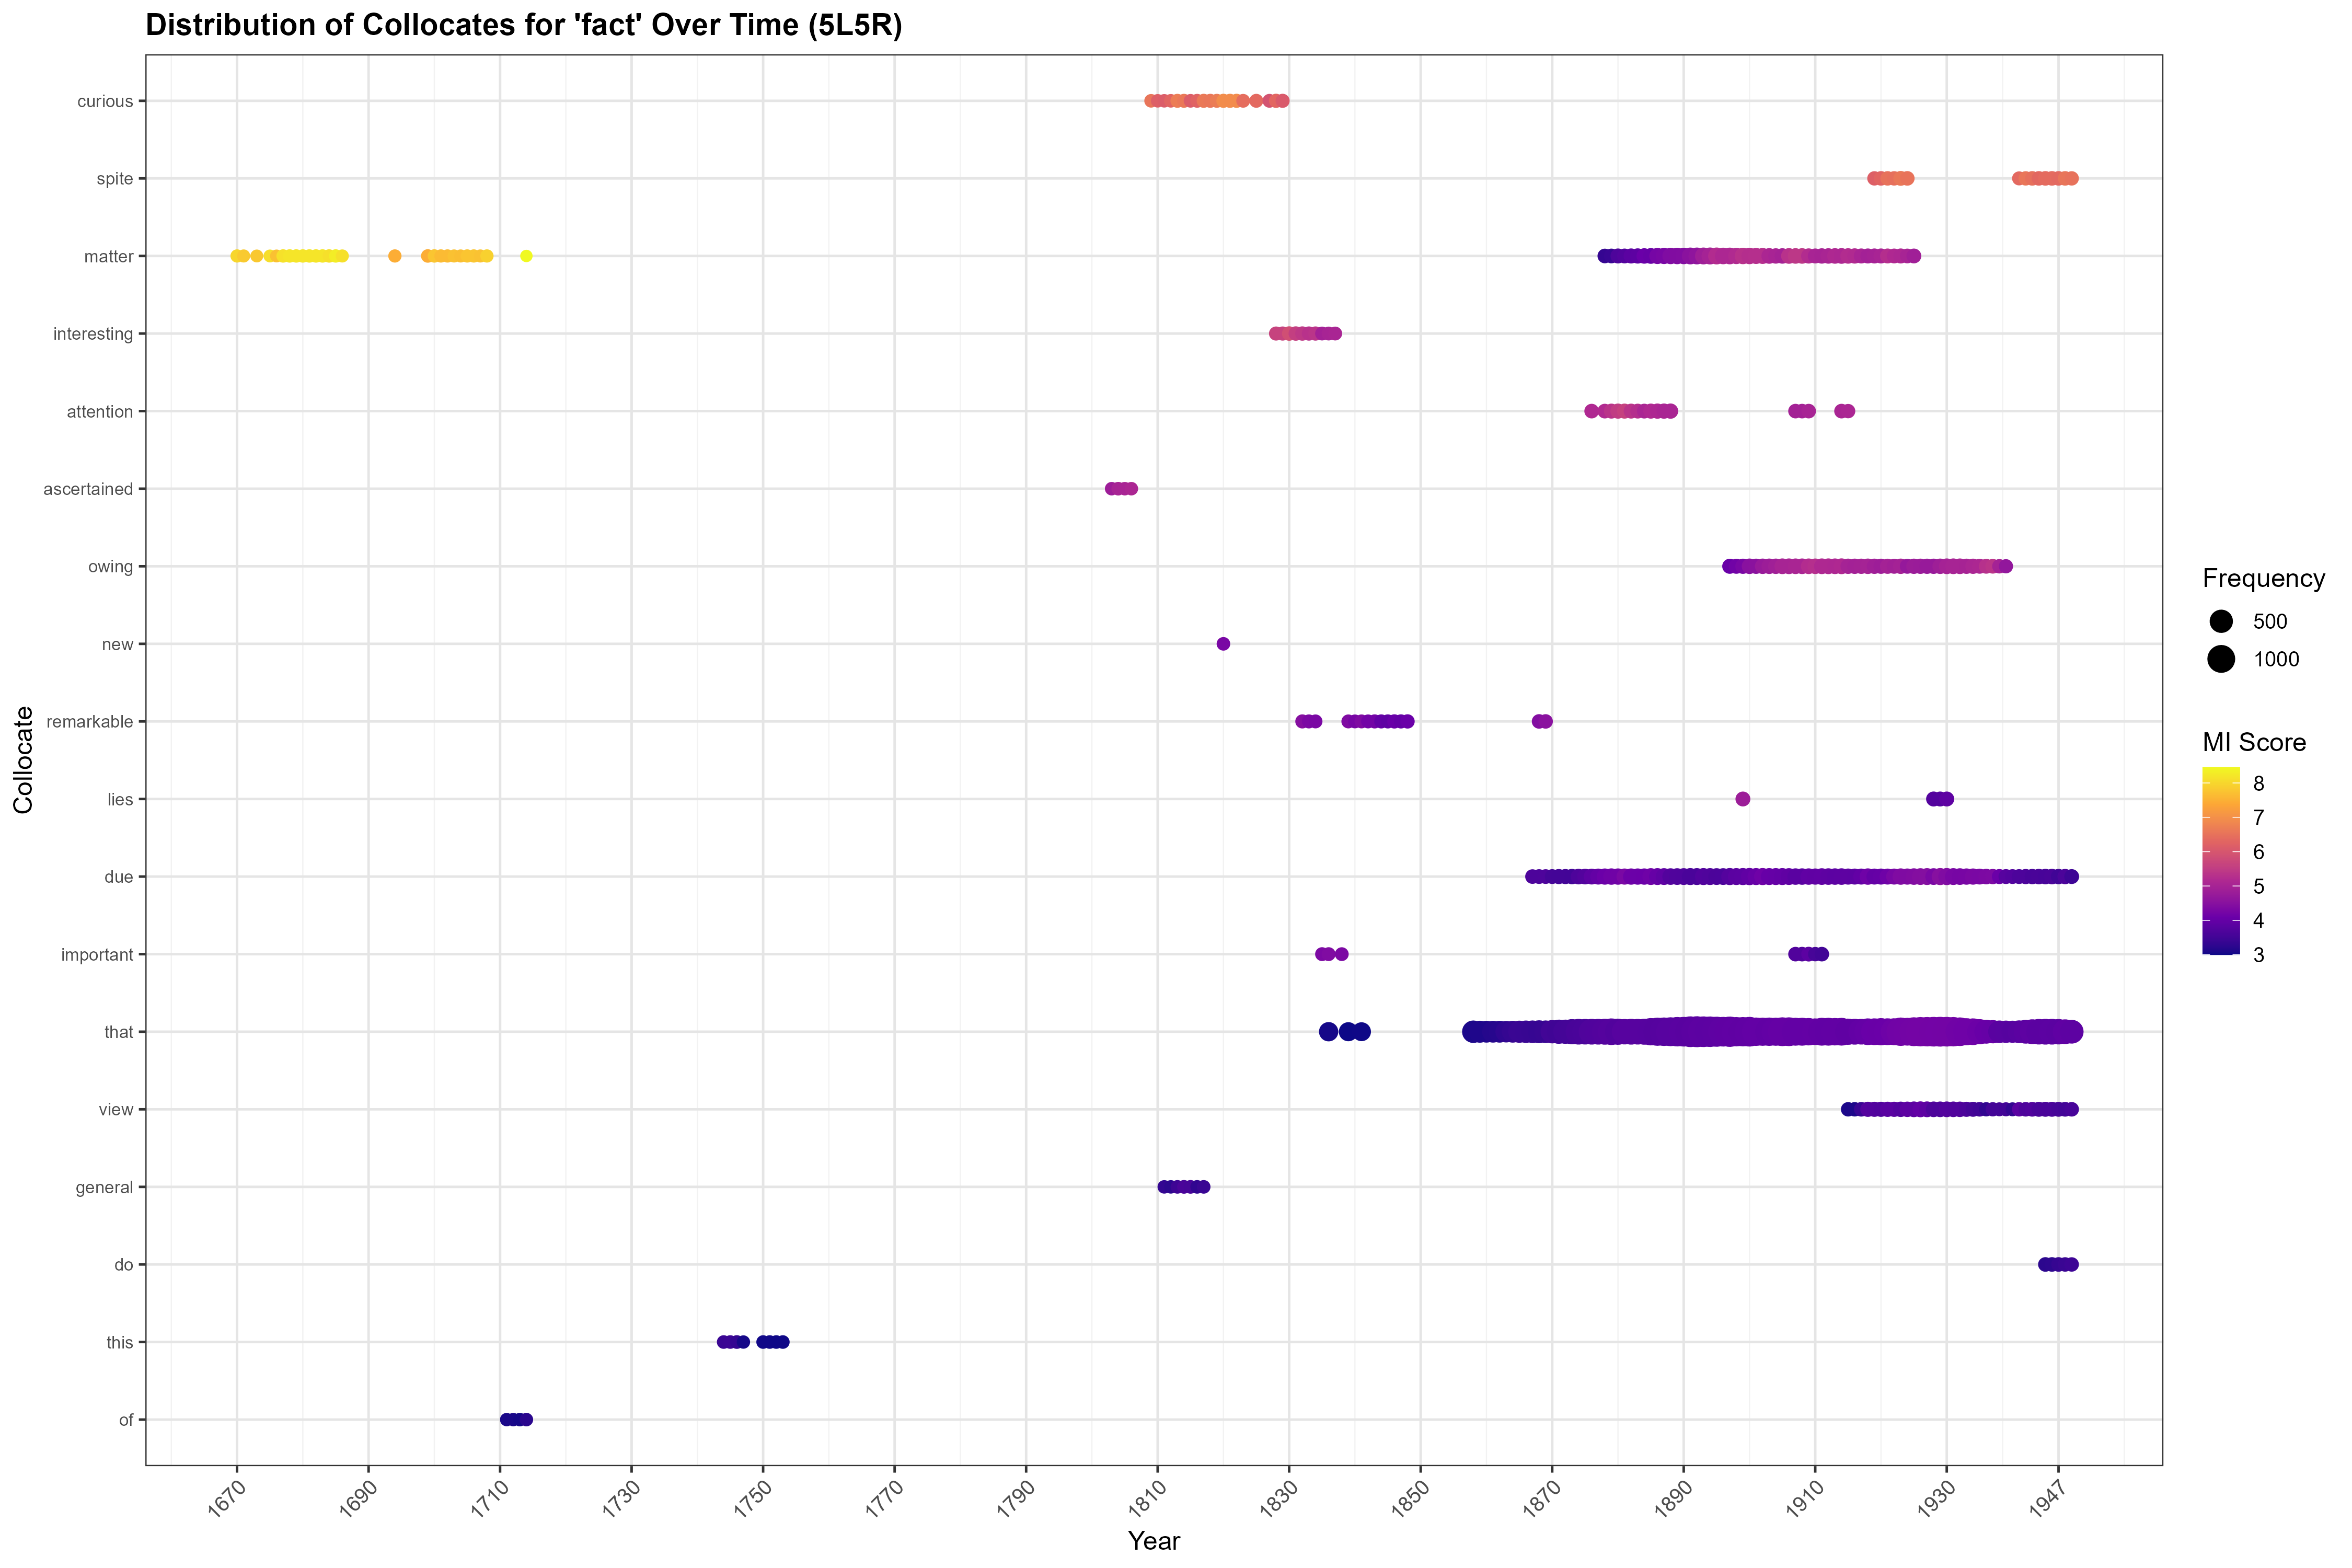 Distribution of Collocates for 'fact' Over Time (5L5R)
curious
spite
matter
interesting
attention
ascertained
owing
new
remarkable
lies
due
important
that
view
general
do
this
of
Collocate
1670
1690
1710
1730
1750
1770
1790
1810
1830
1850
1870
1890
1910
1930
1947
Year
Frequency
500
1000
MI Score
8
7
6
5
4
3